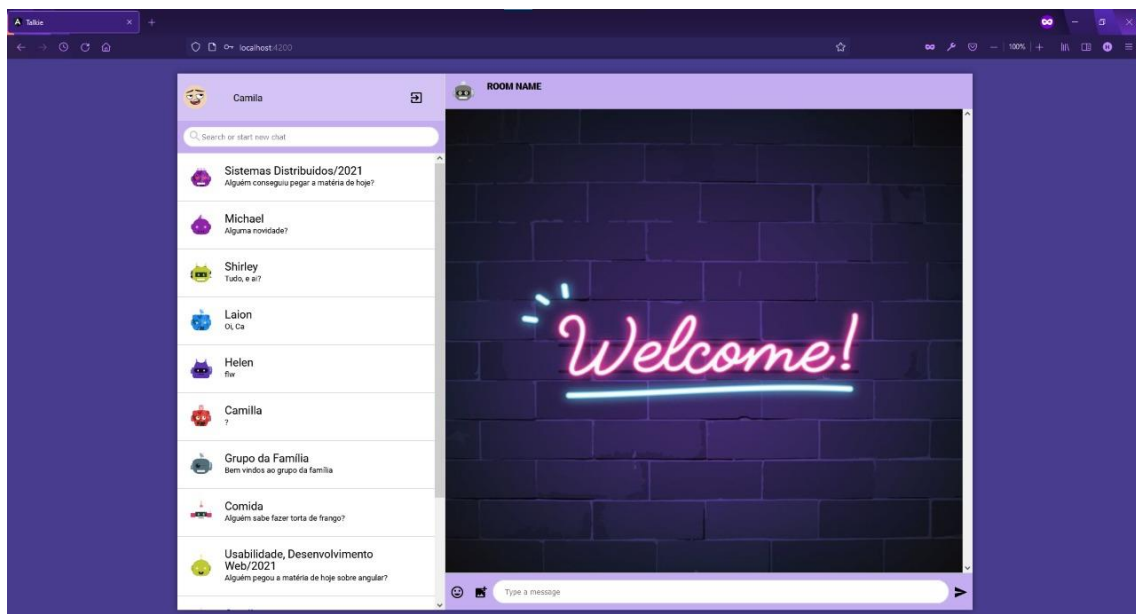 Talkie
localhost:4200
100%
Camila
ROOM NAME
Search or start new chat
Sistemas Distribuidos/2021
Alguém conseguiu pegar a matéria de hoje?
Michael
Alguma novidade?
Shirley
Tudo, e ai?
Laion
Oi, Ca
Helen
flw
Camilla
?
Grupo da Família
Bem vindos ao grupo da família
Comida
Alguém sabe fazer torta de frango?
Usabilidade, Desenvolvimento
Web/2021
Alguém pegou a matéria de hoje sobre angular?
Welcome!
Type a message